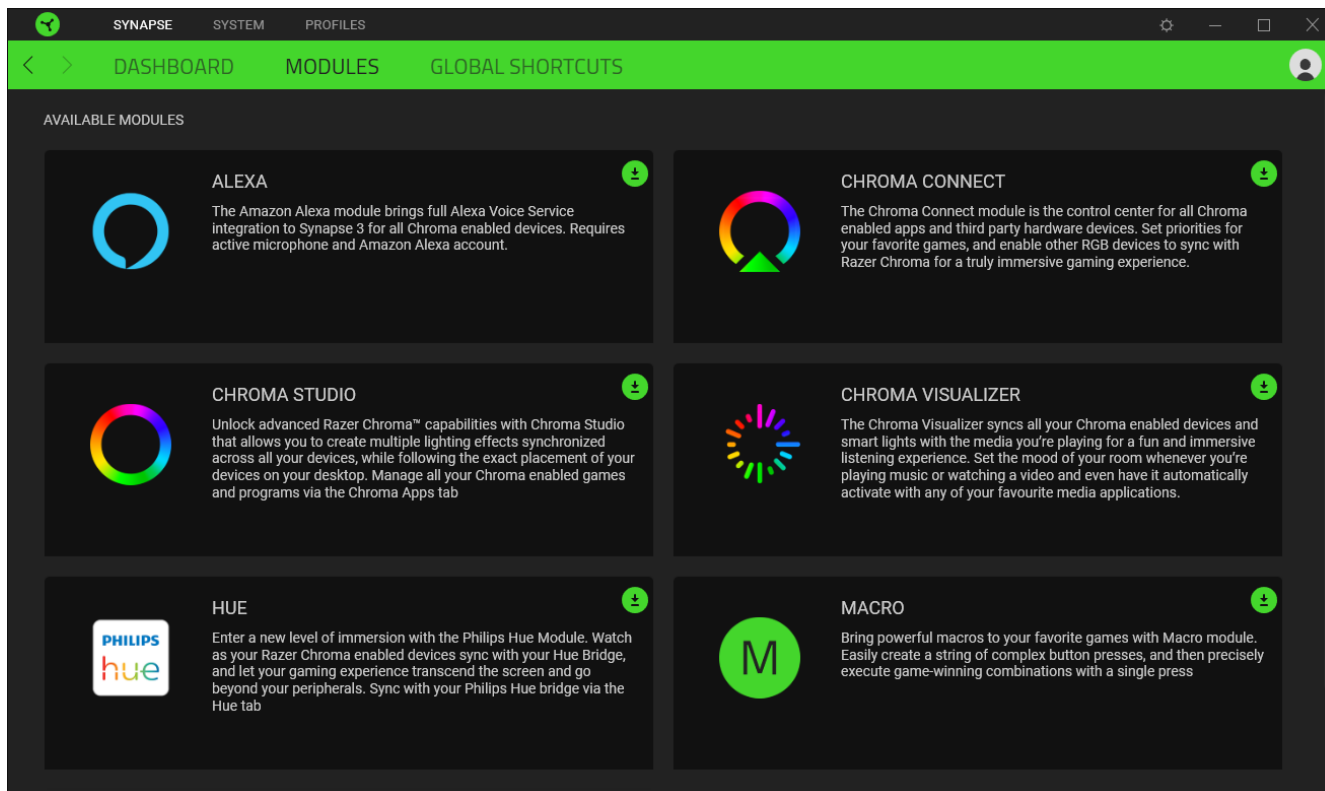 SYNAPSE SYSTEM PROFILES
DASHBOARD MODULES GLOBAL SHORTCUTS
AVAILABLE MODULES
ALEXA
The Amazon Alexa module brings full Alexa Voice Service
integration to Synapse 3 for all Chroma enabled devices. Requires
active microphone and Amazon Alexa account.
CHROMA CONNECT
The Chroma Connect module is the control center for all Chroma
enabled apps and third party hardware devices. Set priorities for
your favorite games, and enable other RGB devices to sync with
Razer Chroma for a truly immersive gaming experience.
CHROMA STUDIO
Unlock advanced Razer Chroma™ capabilities with Chroma Studio
that allows you to create multiple lighting effects synchronized
across all your devices, while following the exact placement of your
devices on your desktop. Manage all your Chroma enabled games
and programs via the Chroma Apps tab
CHROMA VISUALIZER
The Chroma Visualizer syncs all your Chroma enabled devices and
smart lights with the media you’re playing for a fun and immersive
listening experience. Set the mood of your room whenever you’re
playing music or watching a video and even have it automatically
activate with any of your favourite media applications.
PHILIPS
hue
HUE
Enter a new level of immersion with the Philips Hue Module. Watch
as your Razer Chroma enabled devices sync with your Hue Bridge,
and let your gaming experience transcend the screen and go
beyond your peripherals. Sync with your Philips Hue bridge via the
Hue tab
M
MACRO
Bring powerful macros to your favorite games with Macro module.
Easily create a string of complex button presses, and then precisely
execute game-winning combinations with a single press